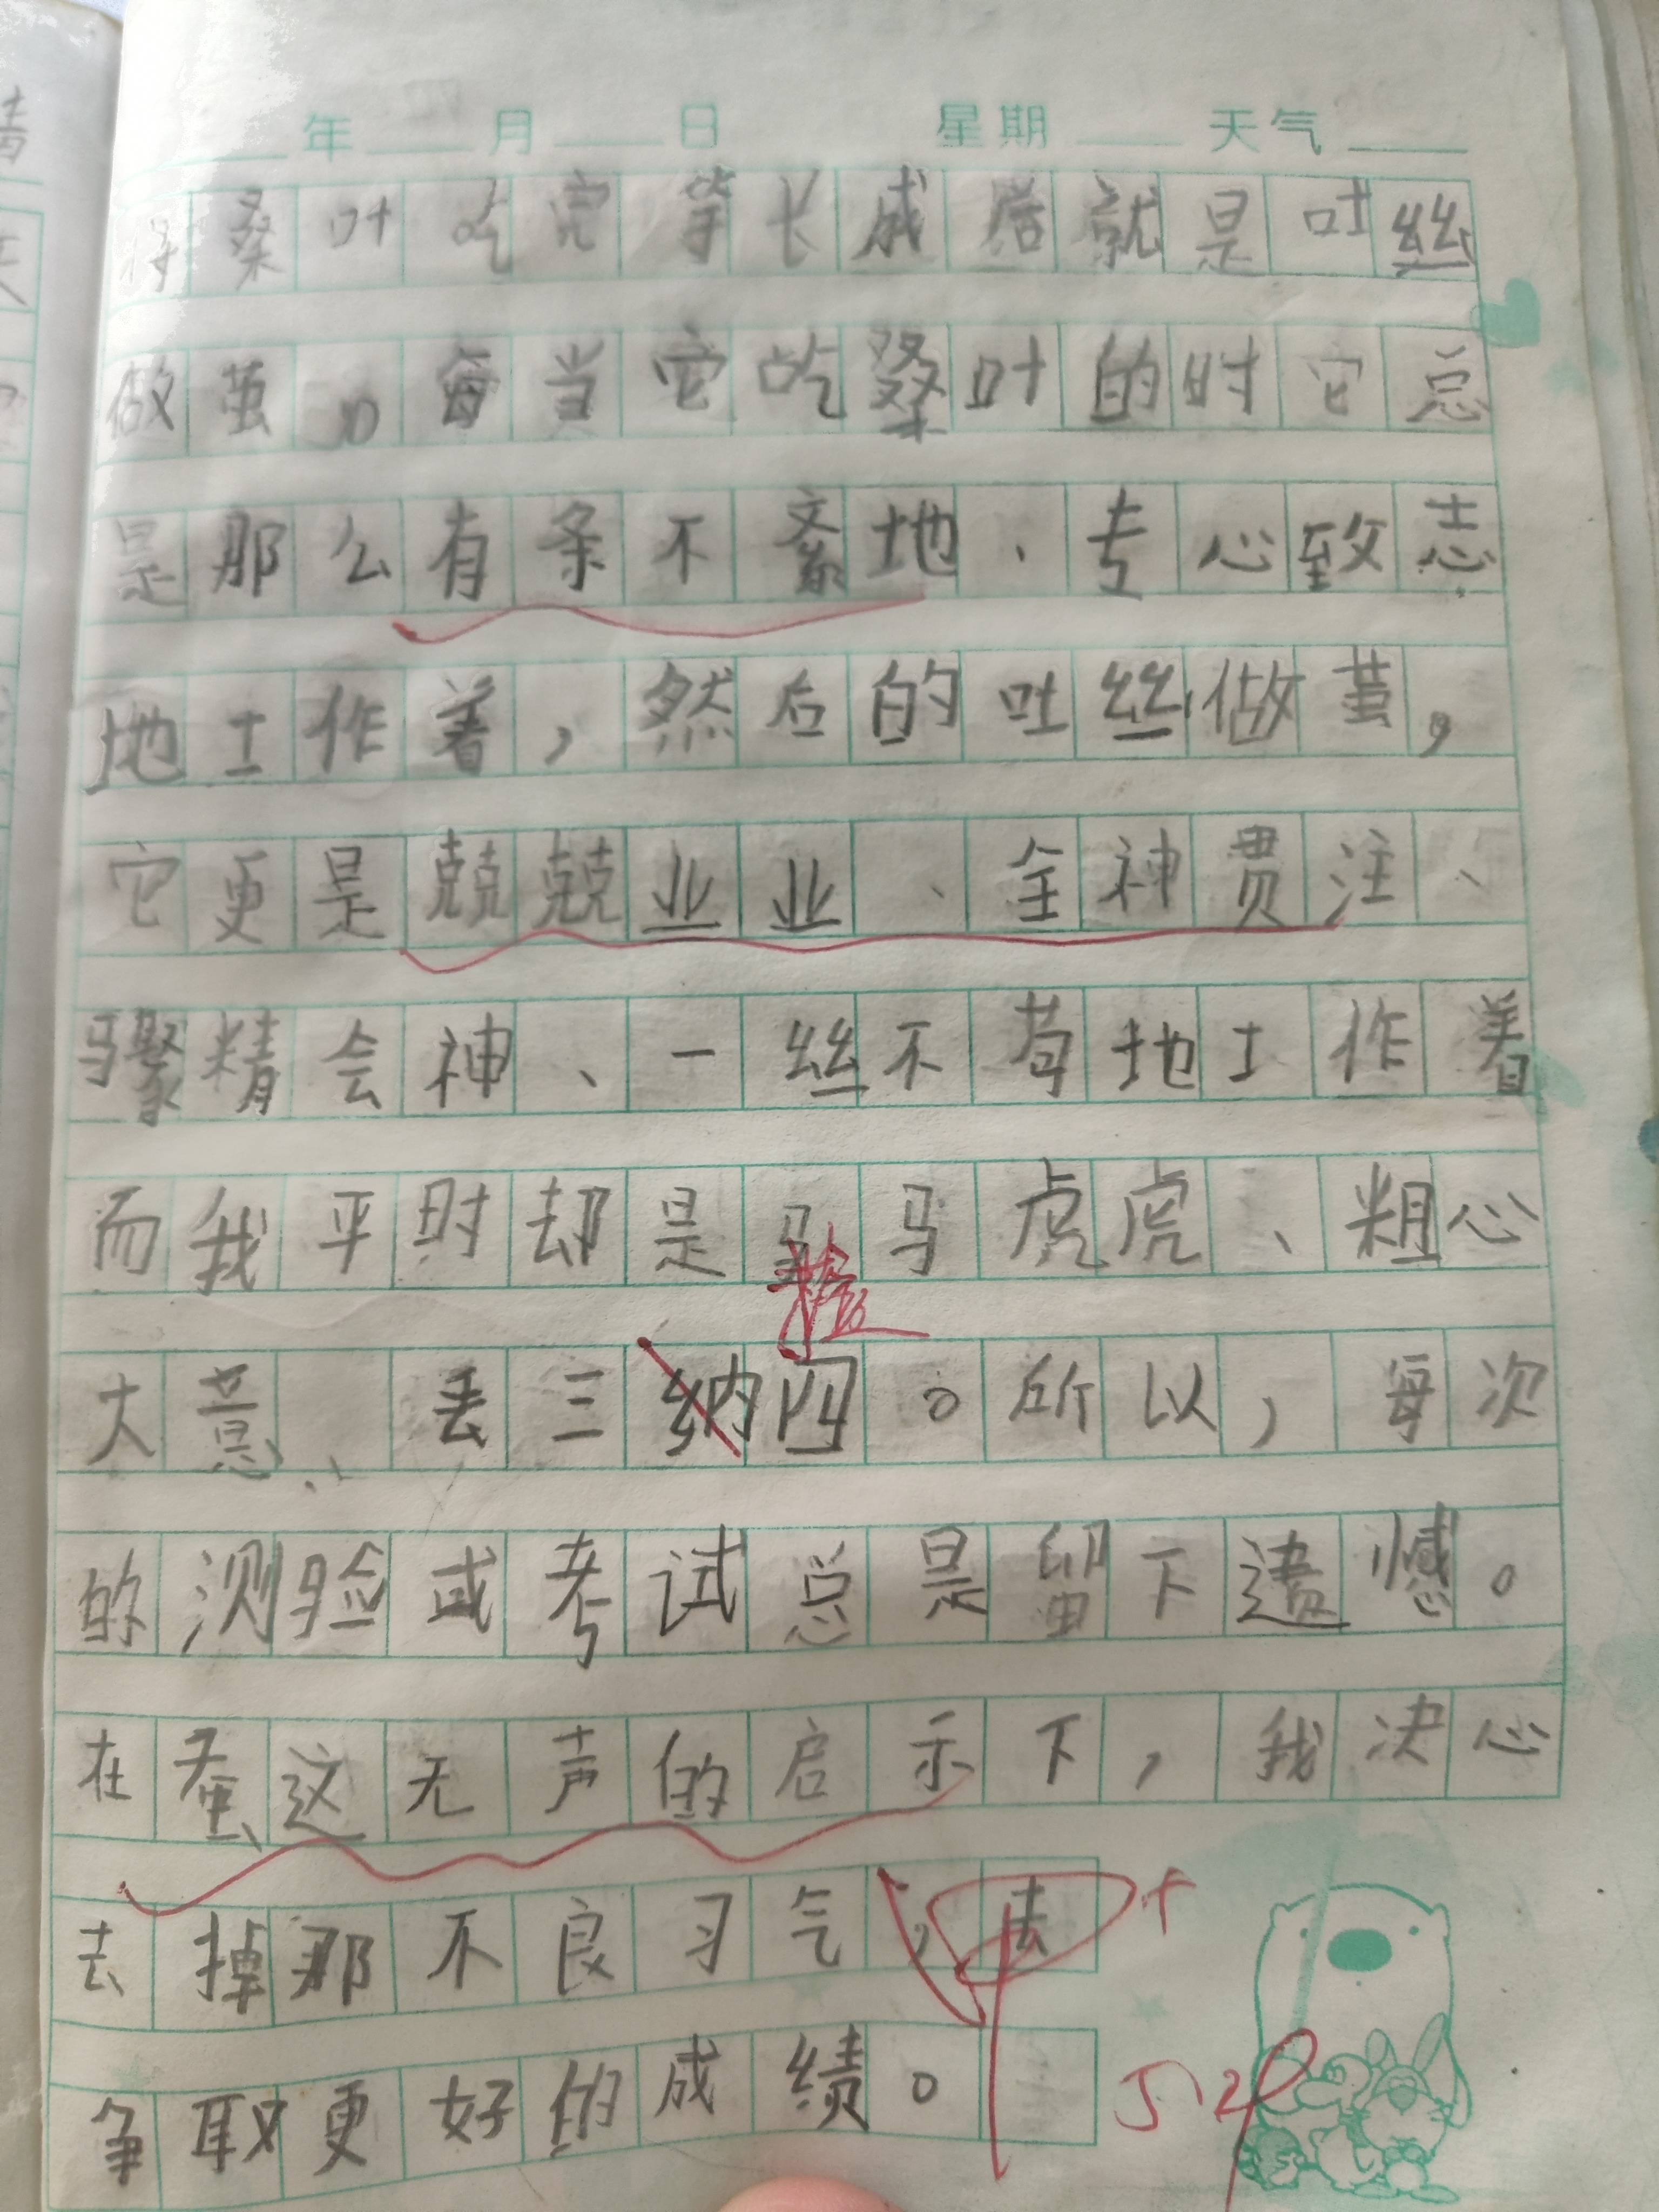 年 月 日 星期 天气
将桑叶吃完等长成后就是吐丝
做茧。每当它吃桑叶的时它总
是那么有条不紊地、专心致志
地工作着,然后的吐丝做茧,
它更是兢兢业业、全神贯注、
聚精会神、一丝不苟地工作着
而我平时却是马马虎虎、粗心
大意、丢三纳四。所以,每次
落
的测验或考试总是留下遗憾。
在蚕这无声的启示下,我决心
去掉那不良习气,去
争取更好的成绩。